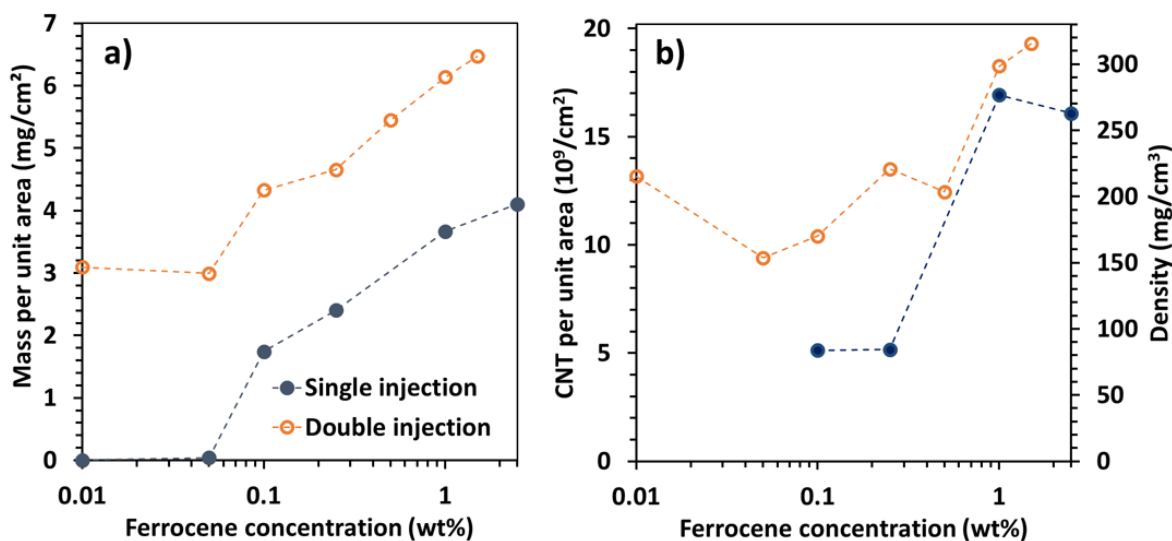 a)
Mass per unit area (mg/cm²)
7
6
5
4
3
2
1
0
0.01
0.1
1
Ferrocene concentration (wt%)
Single injection
Double injection
b)
CNT per unit area (10⁹/cm²)
20
15
10
5
0
0.01
0.1
1
Ferrocene concentration (wt%)
300
250
200
150
100
50
0
Density (mg/cm³)